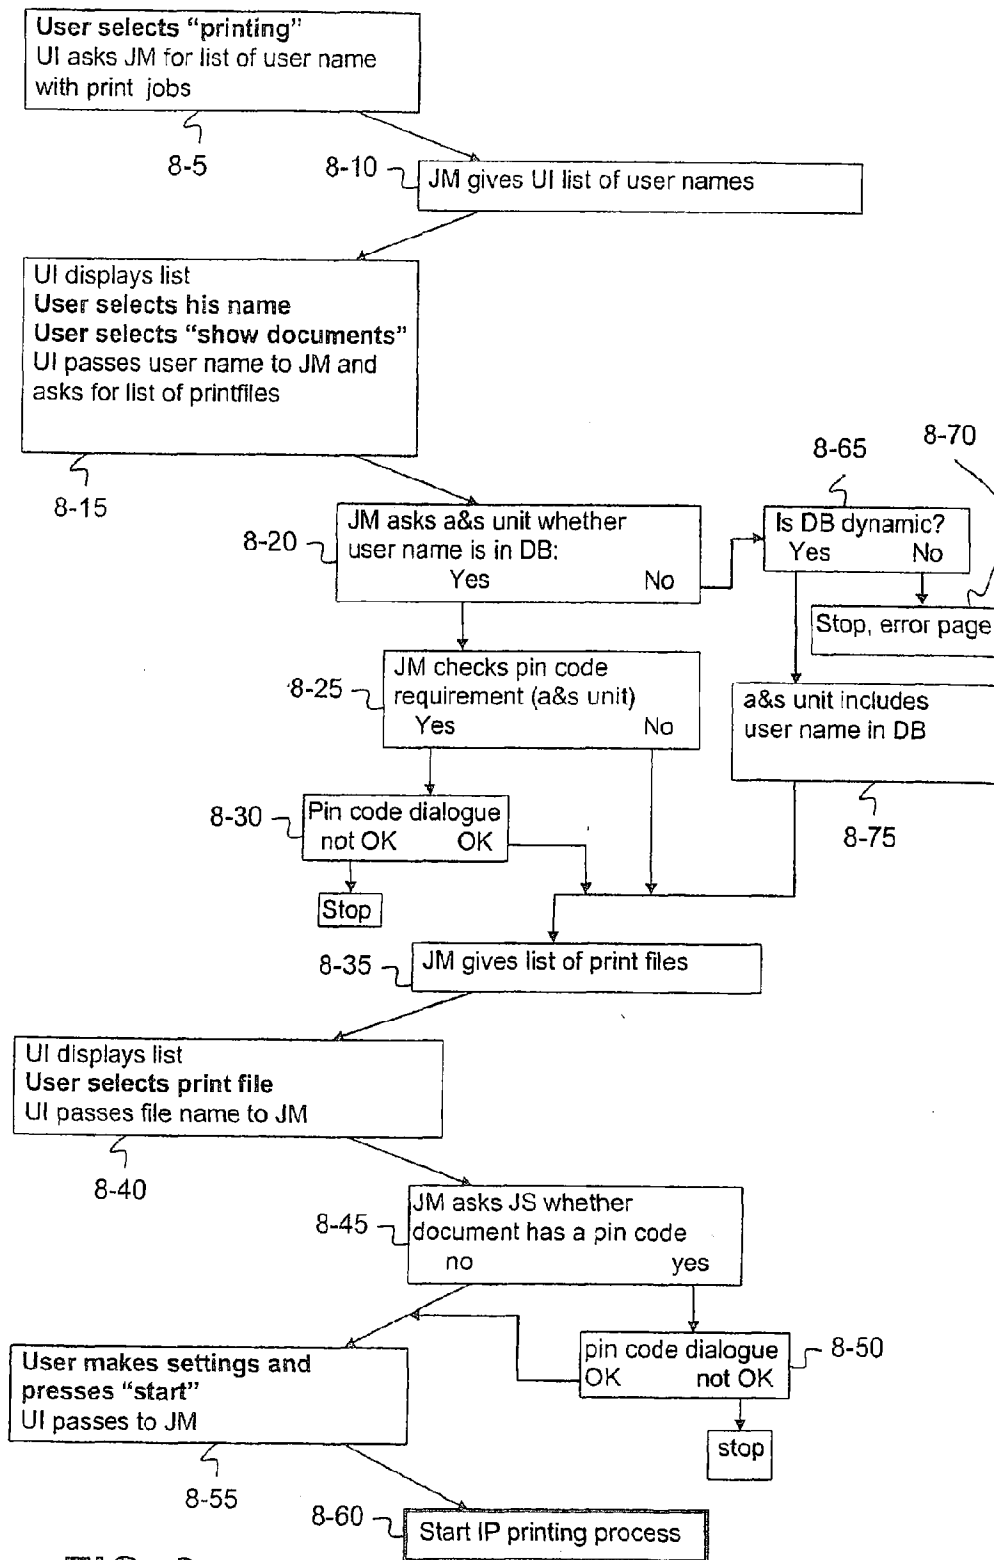 User selects “printing”
UI asks JM for list of user name
with print jobs
8-5
8-10
JM gives UI list of user names
UI displays list
User selects his name
User selects “show documents”
UI passes user name to JM and
asks for list of printfiles
8-15
8-20
JM asks a&s unit whether
user name is in DB:
Yes No
8-65
8-70
Is DB dynamic?
Yes No
Stop, error page
8-25
JM checks pin code
requirement (a&s unit)
Yes No
a&s unit includes
user name in DB
8-75
8-30
Pin code dialogue
not OK OK
Stop
8-35
JM gives list of print files
UI displays list
User selects print file
UI passes file name to JM
8-40
8-45
JM asks JS whether
document has a pin code
no yes
pin code dialogue
OK not OK
8-50
stop
User makes settings and
presses “start”
UI passes to JM
8-55
8-60
Start IP printing process